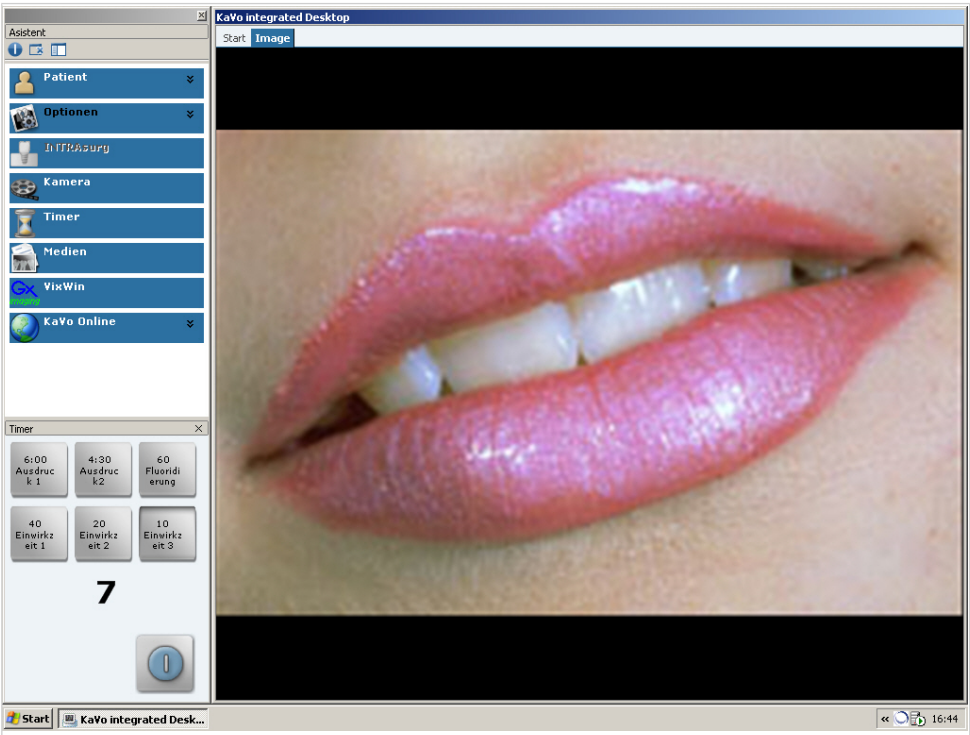 KaVo integrated Desktop
Asistent
Start Image
Patient
Optionen
INTRAsurg
Kamera
Timer
Medien
Gx
imaging
VixWin
KaVo Online
Timer
6:00
Ausdruc
k 1
4:30
Ausdruc
k2
60
Fluoridi
erung
40
Einwirkz
eit 1
20
Einwirkz
eit 2
10
Einwirkz
eit 3
7
Start
KaVo integrated Desk...
16:44